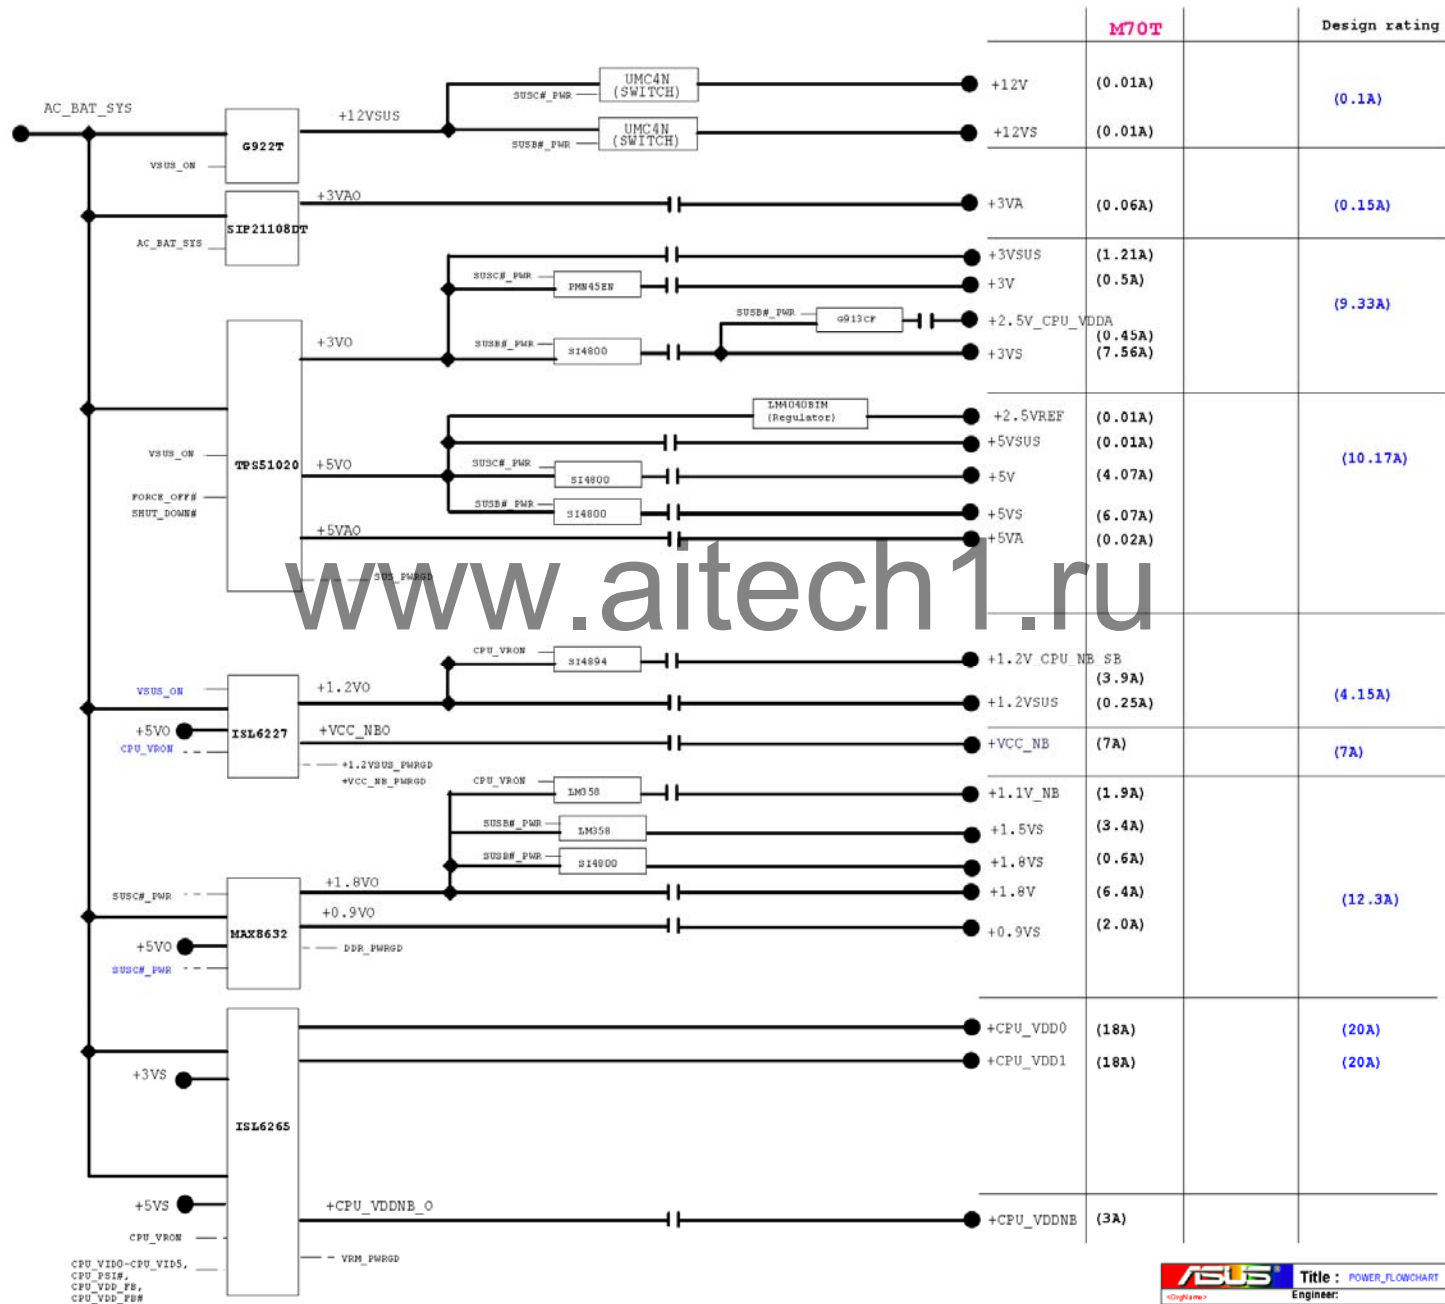 M70T Design rating
AC_BAT_SYS
G922T
VSUS_ON
+12VSUS
SUSC#_PWR
UMC4N
(SWITCH)
+12V
(0.01A)
(0.1A)
SUSB#_PWR
UMC4N
(SWITCH)
+12VS
(0.01A)
SIP21108DT
AC_BAT_SYS
+3VAO
+3VA
(0.06A)
(0.15A)
+3VSUS
(1.21A)
SUSC#_PWR
PMN45EN
+3V
(0.5A)
(9.33A)
SUSB#_PWR
G913CF
+2.5V_CPU_VDDA
(0.45A)
+3VO
SUSB#_PWR
SI4800
+3VS
(7.56A)
LM4040BIM
(Regulator)
+2.5VREF
(0.01A)
+5VSUS
(0.01A)
(10.17A)
VSUS_ON
TPS51020
+5VO
SUSC#_PWR
SI4800
+5V
(4.07A)
FORCE_OFF#
SHUT_DOWN#
SUSB#_PWR
SI4800
+5VS
(6.07A)
+5VAO
+5VA
(0.02A)
SUS_PWRGD
www.aitech1.ru
CPU_VRON
SI4894
+1.2V_CPU_NB_SB
(3.9A)
VSUS_ON
+1.2VO
+1.2VSUS
(0.25A)
(4.15A)
+5VO
ISL6227
CPU_VRON
+VCC_NBO
+VCC_NB
(7A)
(7A)
+1.2VSUS_PWRGD
+VCC_NB_PWRGD
CPU_VRON
LM358
+1.1V_NB
(1.9A)
SUSB#_PWR
LM358
+1.5VS
(3.4A)
SUSB#_PWR
SI4800
+1.8VS
(0.6A)
SUSC#_PWR
+1.8VO
+1.8V
(6.4A)
(12.3A)
MAX8632
+0.9VO
+0.9VS
(2.0A)
+5VO
DDR_PWRGD
SUSC#_PWR
+CPU_VDD0
(18A)
(20A)
+CPU_VDD1
(18A)
(20A)
+3VS
ISL6265
+5VS
+CPU_VDDNB_O
+CPU_VDDNB
(3A)
CPU_VRON
VRM_PWRGD
CPU_VID0-CPU_VID5,
CPU_PSI#,
CPU_VDD_FB,
CPU_VDD_FB#
ASUS
Title : POWER_FLOWCHART
<OrgName>
Engineer: